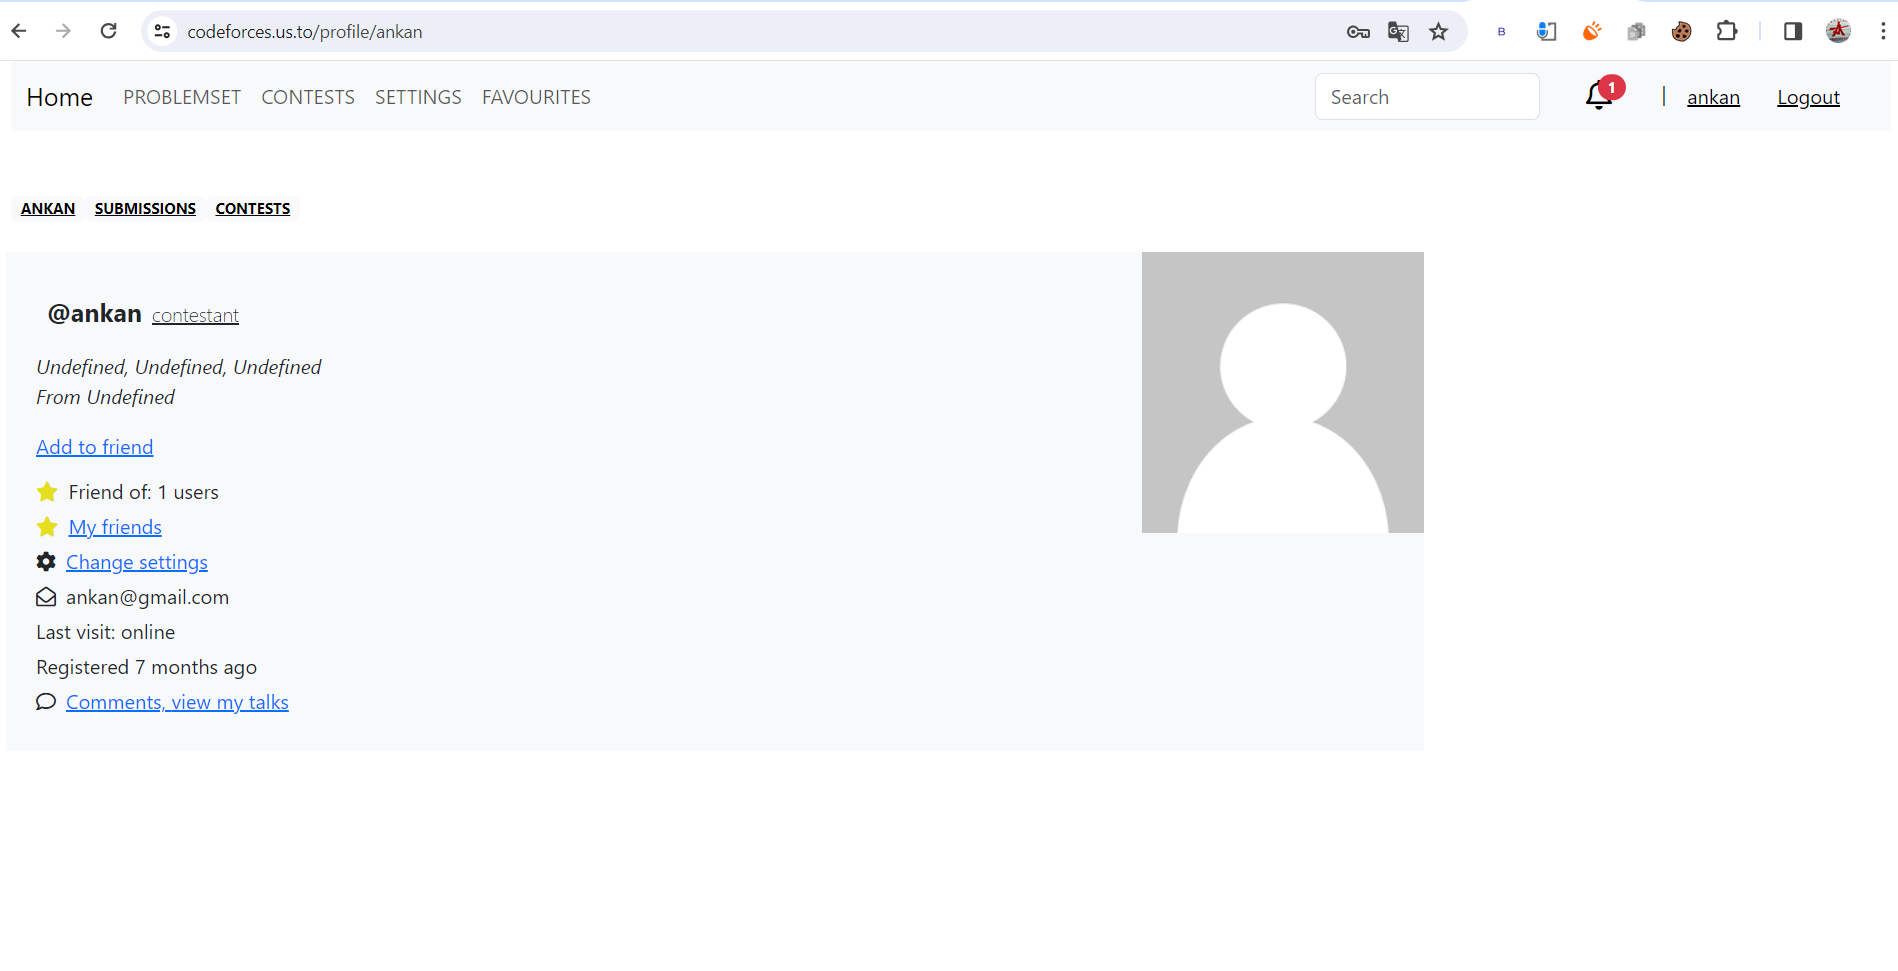 codeforces.us.to/profile/ankan
B
Home PROBLEMSET CONTESTS SETTINGS FAVOURITES Search 1 | ankan Logout
ANKAN SUBMISSIONS CONTESTS
@ankan contestant
Undefined, Undefined, Undefined
From Undefined
Add to friend
Friend of: 1 users
My friends
Change settings
ankan@gmail.com
Last visit: online
Registered 7 months ago
Comments, view my talks